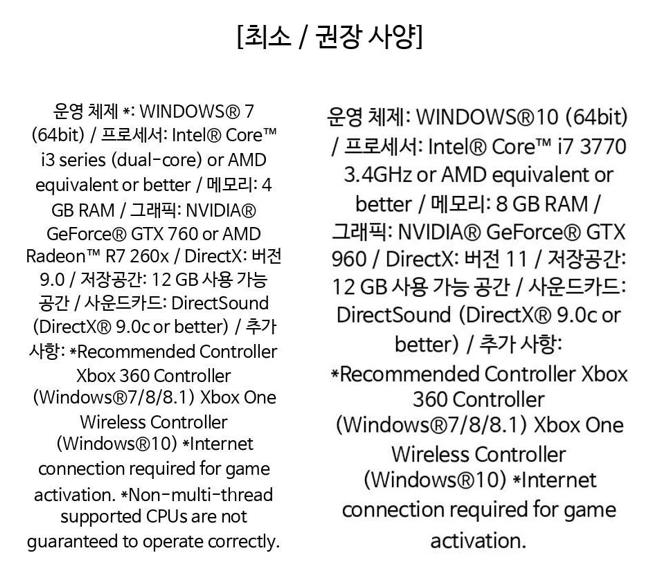 [최소 / 권장 사양]
운영 체제 *: WINDOWS® 7
(64bit) / 프로세서: Intel® Core™
i3 series (dual-core) or AMD
equivalent or better / 메모리: 4
GB RAM / 그래픽: NVIDIA®
GeForce® GTX 760 or AMD
Radeon™ R7 260x / DirectX: 버전
9.0 / 저장공간: 12 GB 사용 가능
공간 / 사운드카드: DirectSound
(DirectX® 9.0c or better) / 추가
사항: *Recommended Controller
Xbox 360 Controller
(Windows®7/8/8.1) Xbox One
Wireless Controller
(Windows®10) *Internet
connection required for game
activation. *Non-multi-thread
supported CPUs are not
guaranteed to operate correctly.
운영 체제: WINDOWS®10 (64bit)
/ 프로세서: Intel® Core™ i7 3770
3.4GHz or AMD equivalent or
better / 메모리: 8 GB RAM /
그래픽: NVIDIA® GeForce® GTX
960 / DirectX: 버전 11 / 저장공간:
12 GB 사용 가능 공간 / 사운드카드:
DirectSound (DirectX® 9.0c or
better) / 추가 사항:
*Recommended Controller Xbox
360 Controller
(Windows®7/8/8.1) Xbox One
Wireless Controller
(Windows®10) *Internet
connection required for game
activation.